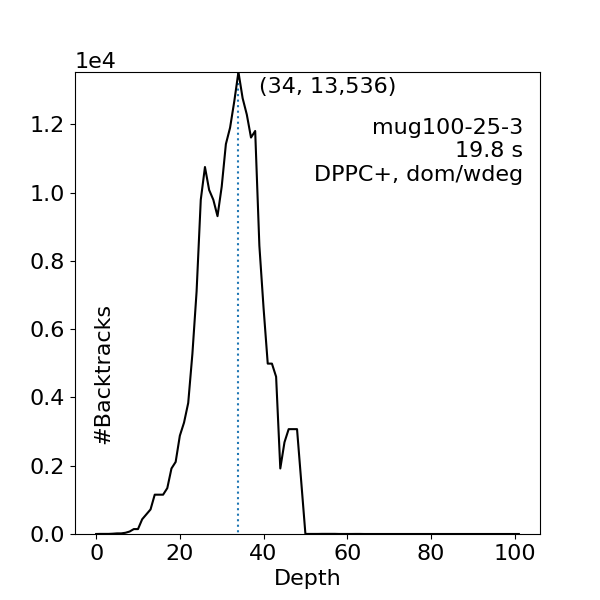 1e4
(34, 13,536)
mug100-25-3
19.8 s
DPPC+, dom/wdeg
1.2
1.0
0.8
0.6
0.4
0.2
0.0
#Backtracks
0 20 40 60 80 100
Depth